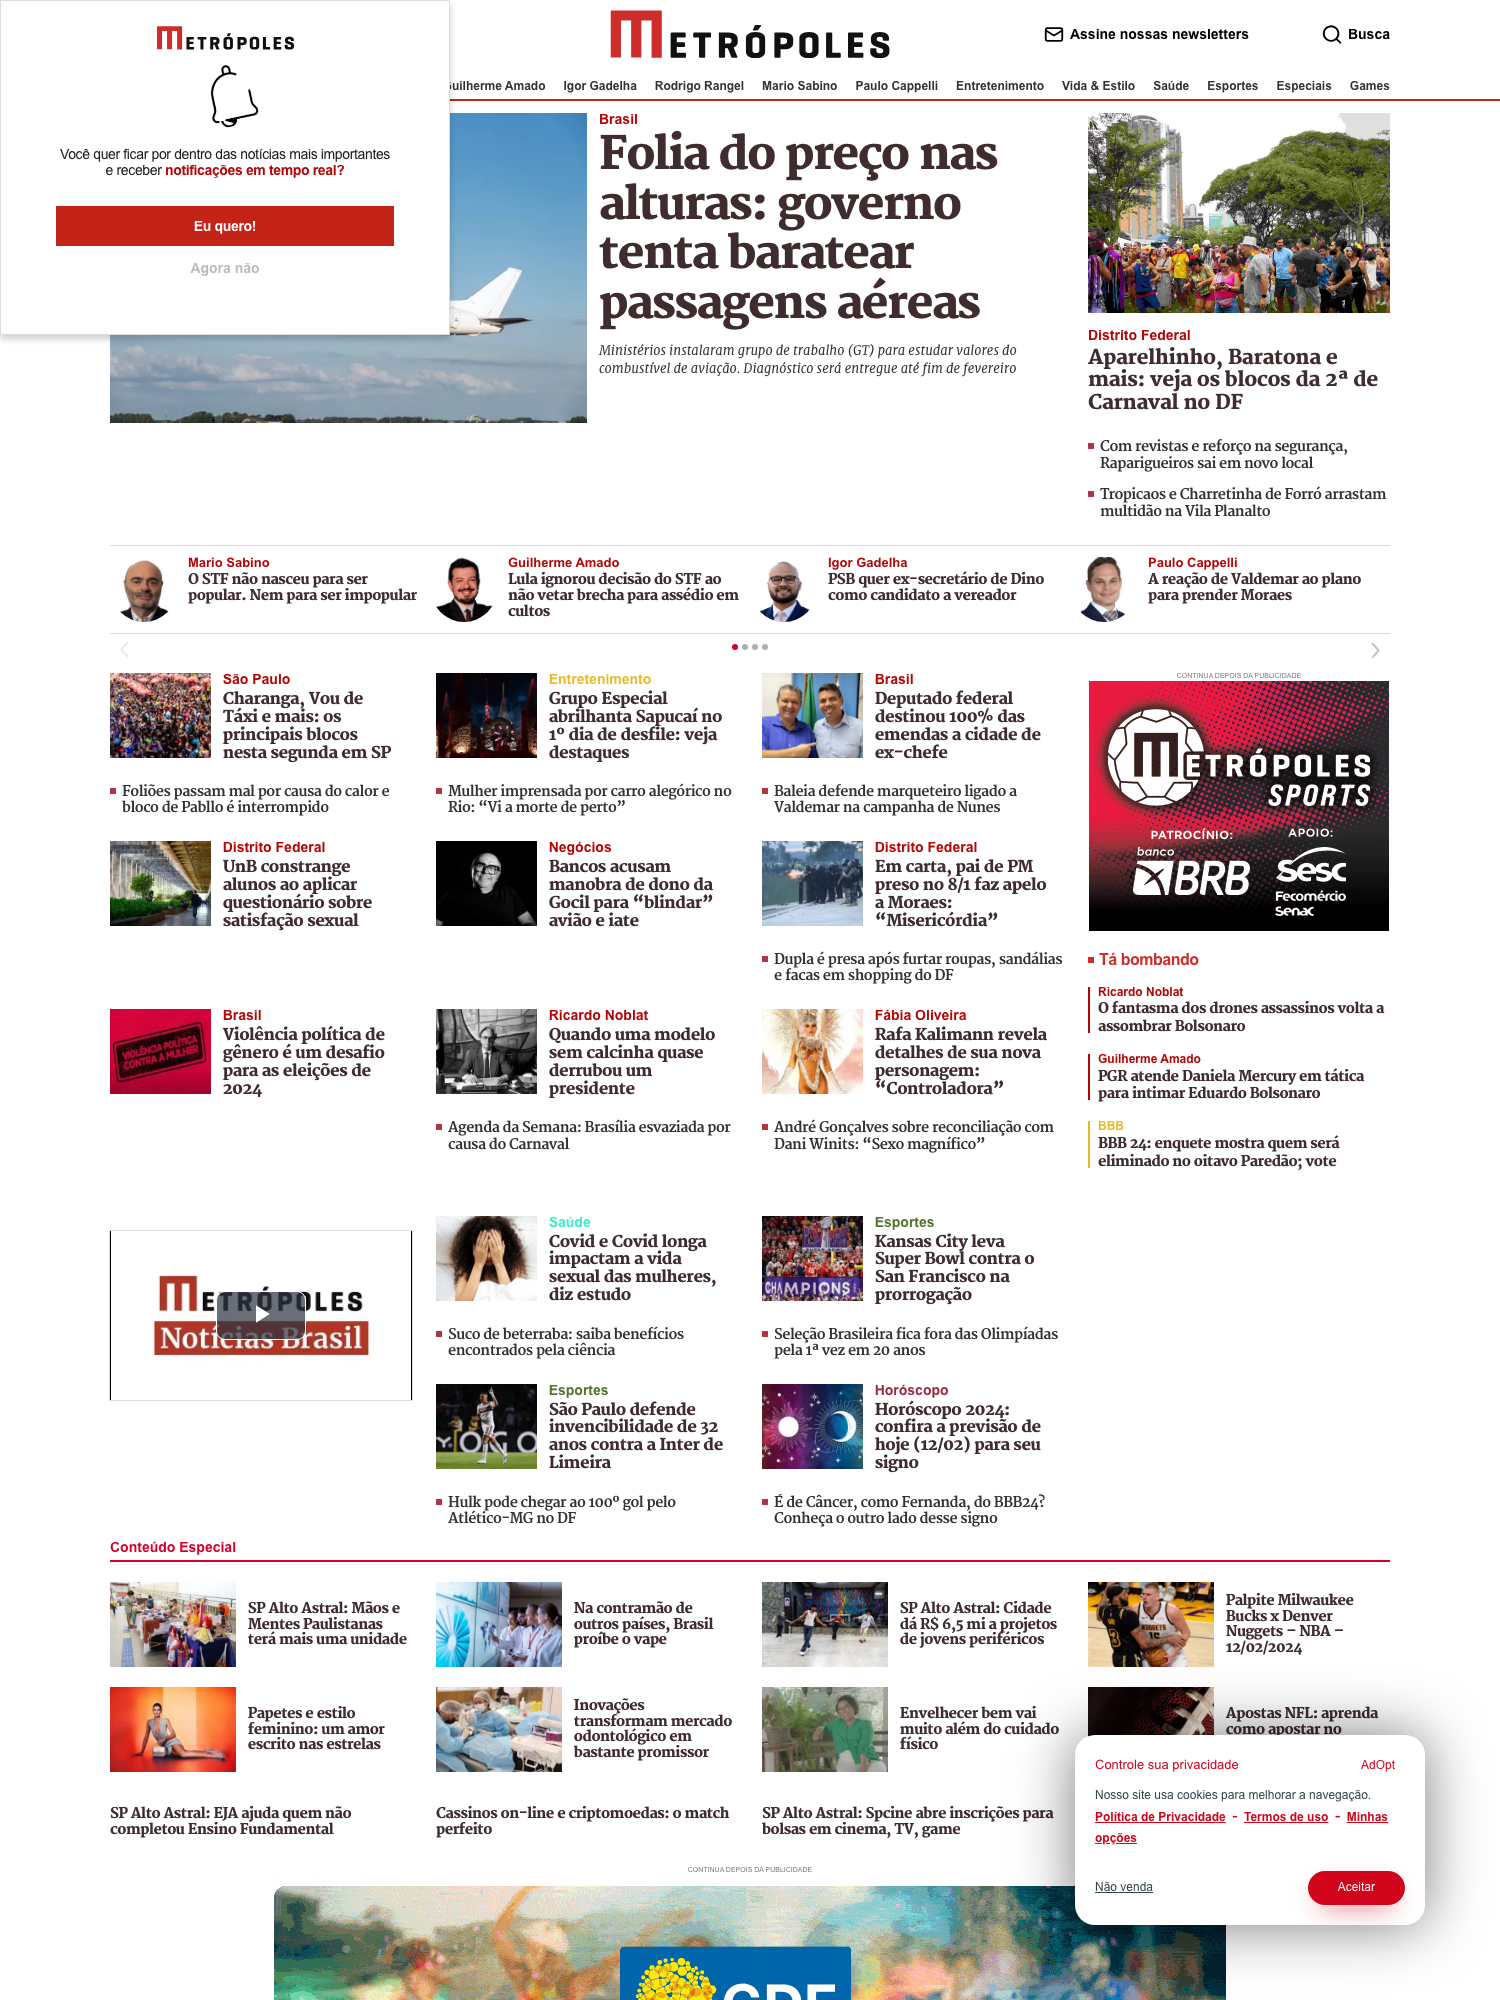 METRÓPOLES
Você quer ficar por dentro das notícias mais importantes
e receber notificações em tempo real?
Eu quero!
Agora não
METRÓPOLES
Assine nossas newsletters
Busca
Guilherme Amado Igor Gadelha Rodrigo Rangel Mario Sabino Paulo Cappelli Entretenimento Vida & Estilo Saúde Esportes Especiais Games
Brasil
Folia do preço nas
alturas: governo
tenta baratear
passagens aéreas
Ministérios instalaram grupo de trabalho (GT) para estudar valores do
combustível de aviação. Diagnóstico será entregue até fim de fevereiro
Distrito Federal
Aparelhinho, Baratona e
mais: veja os blocos da 2ª de
Carnaval no DF
Com revistas e reforço na segurança,
Raparigueiros sai em novo local
Tropicaos e Charretinha de Forró arrastam
multidão na Vila Planalto
Mario Sabino
O STF não nasceu para ser
popular. Nem para ser impopular
Guilherme Amado
Lula ignorou decisão do STF ao
não vetar brecha para assédio em
cultos
Igor Gadelha
PSB quer ex-secretário de Dino
como candidato a vereador
Paulo Cappelli
A reação de Valdemar ao plano
para prender Moraes
São Paulo
Charanga, Vou de
Táxi e mais: os
principais blocos
nesta segunda em SP
Foliões passam mal por causa do calor e
bloco de Pabllo é interrompido
Entretenimento
Grupo Especial
abrilhanta Sapucaí no
1º dia de desfile: veja
destaques
Mulher imprensada por carro alegórico no
Rio: “Vi a morte de perto”
Brasil
Deputado federal
destinou 100% das
emendas a cidade de
ex-chefe
Baleia defende marqueteiro ligado a
Valdemar na campanha de Nunes
CONTINUA DEPOIS DA PUBLICIDADE
METRÓPOLES
SPORTS
PATROCÍNIO:
banco
BRB
APOIO:
Sesc
Fecomércio
Senac
Distrito Federal
UnB constrange
alunos ao aplicar
questionário sobre
satisfação sexual
Negócios
Bancos acusam
manobra de dono da
Gocil para “blindar”
avião e iate
Distrito Federal
Em carta, pai de PM
preso no 8/1 faz apelo
a Moraes:
“Misericórdia”
Dupla é presa após furtar roupas, sandálias
e facas em shopping do DF
Tá bombando
Ricardo Noblat
O fantasma dos drones assassinos volta a
assombrar Bolsonaro
Guilherme Amado
PGR atende Daniela Mercury em tática
para intimar Eduardo Bolsonaro
BBB
BBB 24: enquete mostra quem será
eliminado no oitavo Paredão; vote
VIOLÊNCIA POLÍTICA
CONTRA A MULHER
Brasil
Violência política de
gênero é um desafio
para as eleições de
2024
Ricardo Noblat
Quando uma modelo
sem calcinha quase
derrubou um
presidente
Agenda da Semana: Brasília esvaziada por
causa do Carnaval
Fábia Oliveira
Rafa Kalimann revela
detalhes de sua nova
personagem:
“Controladora”
André Gonçalves sobre reconciliação com
Dani Winits: “Sexo magnífico”
METRÓPOLES
Notícias Brasil
Saúde
Covid e Covid longa
impactam a vida
sexual das mulheres,
diz estudo
Suco de beterraba: saiba benefícios
encontrados pela ciência
CHAMPIONS
Esportes
Kansas City leva
Super Bowl contra o
San Francisco na
prorrogação
Seleção Brasileira fica fora das Olimpíadas
pela 1ª vez em 20 anos
Esportes
São Paulo defende
invencibilidade de 32
anos contra a Inter de
Limeira
Hulk pode chegar ao 100º gol pelo
Atlético-MG no DF
Horóscopo
Horóscopo 2024:
confira a previsão de
hoje (12/02) para seu
signo
É de Câncer, como Fernanda, do BBB24?
Conheça o outro lado desse signo
Conteúdo Especial
SP Alto Astral: Mãos e
Mentes Paulistanas
terá mais uma unidade
Na contramão de
outros países, Brasil
proíbe o vape
SP Alto Astral: Cidade
dá R$ 6,5 mi a projetos
de jovens periféricos
Palpite Milwaukee
Bucks x Denver
Nuggets – NBA –
12/02/2024
Papetes e estilo
feminino: um amor
escrito nas estrelas
Inovações
transformam mercado
odontológico em
bastante promissor
Envelhecer bem vai
muito além do cuidado
físico
Apostas NFL: aprenda
como apostar no
SP Alto Astral: EJA ajuda quem não
completou Ensino Fundamental
Cassinos on-line e criptomoedas: o match
perfeito
SP Alto Astral: Spcine abre inscrições para
bolsas em cinema, TV, game
Controle sua privacidade
AdOpt
Nosso site usa cookies para melhorar a navegação.
Política de Privacidade - Termos de uso - Minhas
opções
Não venda
Aceitar
CONTINUA DEPOIS DA PUBLICIDADE
GDF